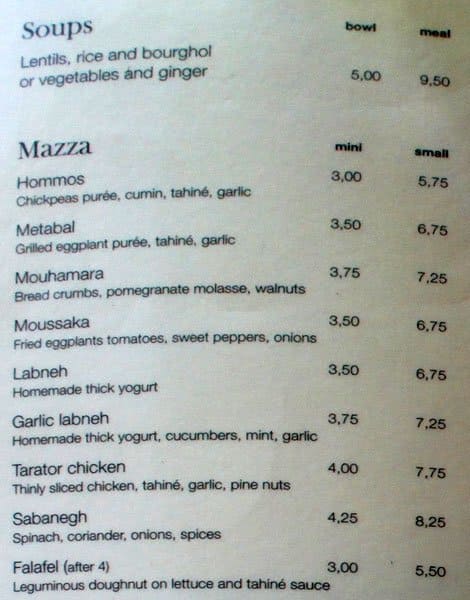 Soups bowl meal
Lentils, rice and bourghol
or vegetables and ginger 5,00 9,50
Mazza mini small
Hommos 3,00 5,75
Chickpeas purée, cumin, tahiné, garlic
Metabal 3,50 6,75
Grilled eggplant purée, tahiné, garlic
Mouhamara 3,75 7,25
Bread crumbs, pomegranate molasse, walnuts
Moussaka 3,50 6,75
Fried eggplants tomatoes, sweet peppers, onions
Labneh 3,50 6,75
Homemade thick yogurt
Garlic labneh 3,75 7,25
Homemade thick yogurt, cucumbers, mint, garlic
Tarator chicken 4,00 7,75
Thinly sliced chicken, tahiné, garlic, pine nuts
Sabanegh 4,25 8,25
Spinach, coriander, onions, spices
Falafel (after 4) 3,00 5,50
Leguminous doughnut on lettuce and tahiné sauce